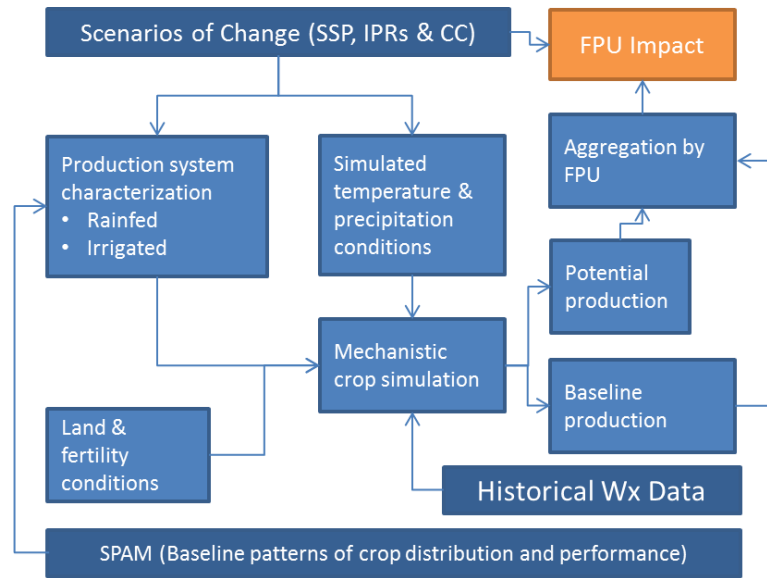 Scenarios of Change (SSP, IPRs & CC)
FPU Impact
Production system
characterization
• Rainfed
• Irrigated
Simulated
temperature &
precipitation
conditions
Aggregation by
FPU
Potential
production
Mechanistic
crop simulation
Baseline
production
Land &
fertility
conditions
Historical Wx Data
SPAM (Baseline patterns of crop distribution and performance)